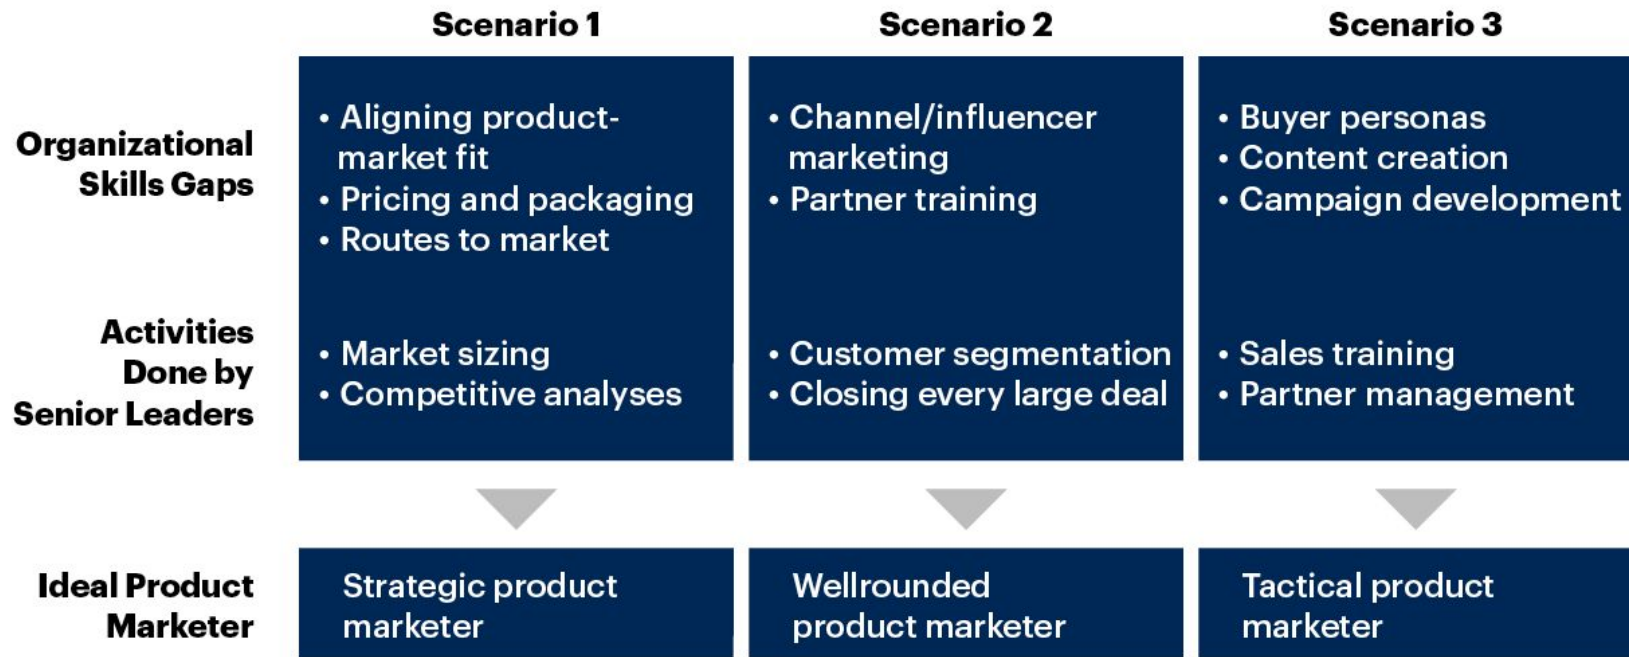 Scenario 1
Scenario 2
Scenario 3
Organizational
Skills Gaps
• Aligning product-
market fit
• Pricing and packaging
• Routes to market
• Channel/influencer
marketing
• Partner training
• Buyer personas
• Content creation
• Campaign development
Activities
Done by
Senior Leaders
• Market sizing
• Competitive analyses
• Customer segmentation
• Closing every large deal
• Sales training
• Partner management
Ideal Product
Marketer
Strategic product
marketer
Wellrounded
product marketer
Tactical product
marketer